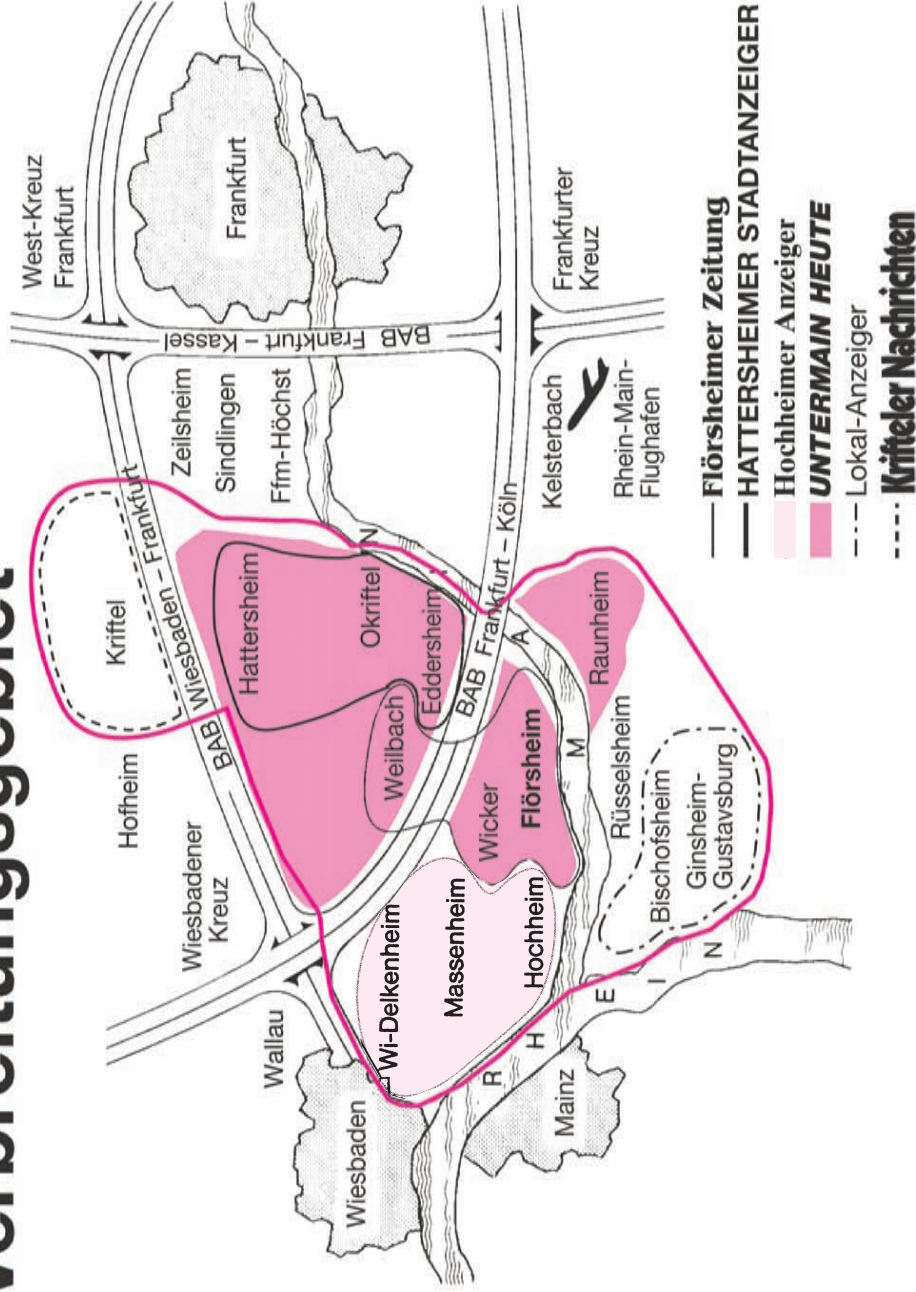 Verbreitungsgebiet
West-Kreuz
Frankfurt
Frankfurt
Frankfurter
Kreuz
BAB Frankfurt – Kassel
Zeilsheim
Sindlingen
Ffm-Höchst
Kelsterbach
Rhein-Main-
Flughafen
BAB Wiesbaden – Frankfurt
BAB Frankfurt – Köln
Kriftel
Hofheim
Hattersheim
Okriftel
Eddersheim
Weilbach
Wiesbadener
Kreuz
Wicker
Flörsheim
Raunheim
Rüsselsheim
Bischofsheim
Ginsheim-
Gustavsburg
Wallau
Wi-Delkenheim
Massenheim
Hochheim
Wiesbaden
Mainz
RHEIN
MAIN
Flörsheimer Zeitung
HATTERSHEIMER STADTANZEIGER
Hochheimer Anzeiger
UNTERMAIN HEUTE
Lokal-Anzeiger
Krifteler Nachrichten